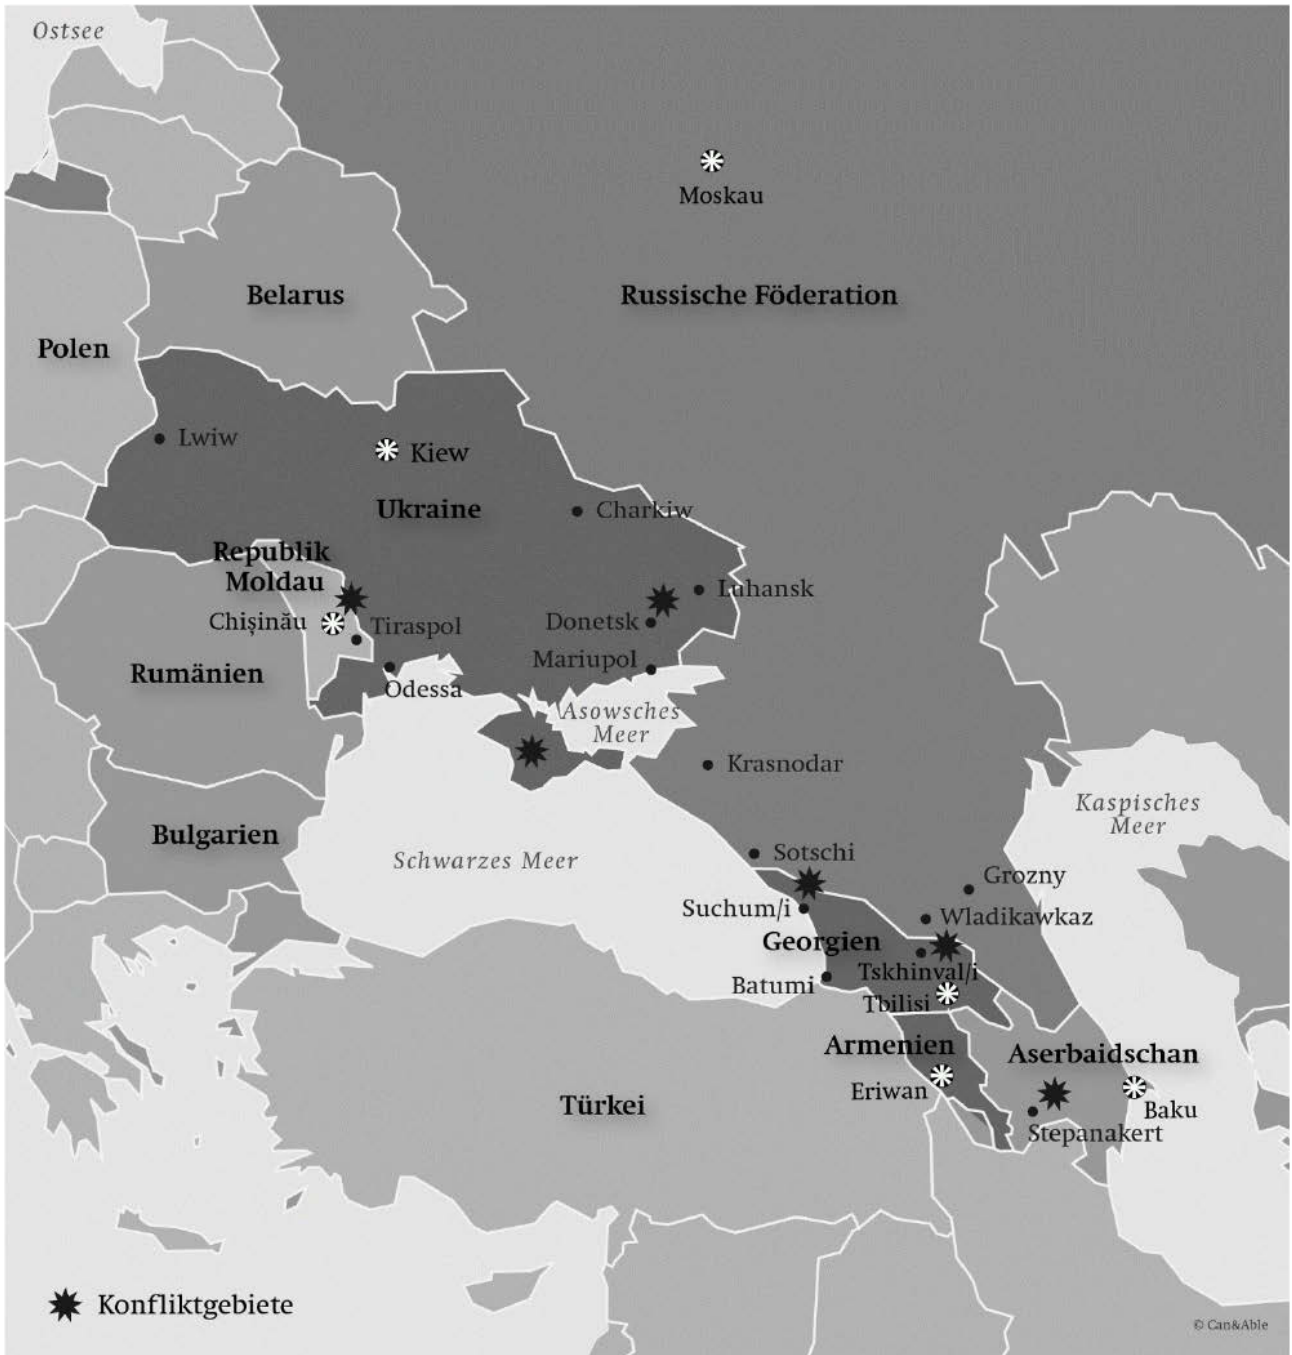 Ostsee
Moskau
Belarus
Russische Föderation
Polen
Lwiw
Kiew
Ukraine
Charkiw
Republik
Moldau
Luhansk
Chișinău
Tiraspol
Donetsk
Mariupol
Rumänien
Odessa
Asowsches
Meer
Krasnodar
Kaspisches
Meer
Bulgarien
Schwarzes Meer
Sotschi
Grozny
Suchum/i
Wladikawkaz
Georgien
Tskhinval/i
Batumi
Tbilisi
Armenien
Aserbaidschan
Eriwan
Türkei
Baku
Stepanakert
Konfliktgebiete
© Can&Able